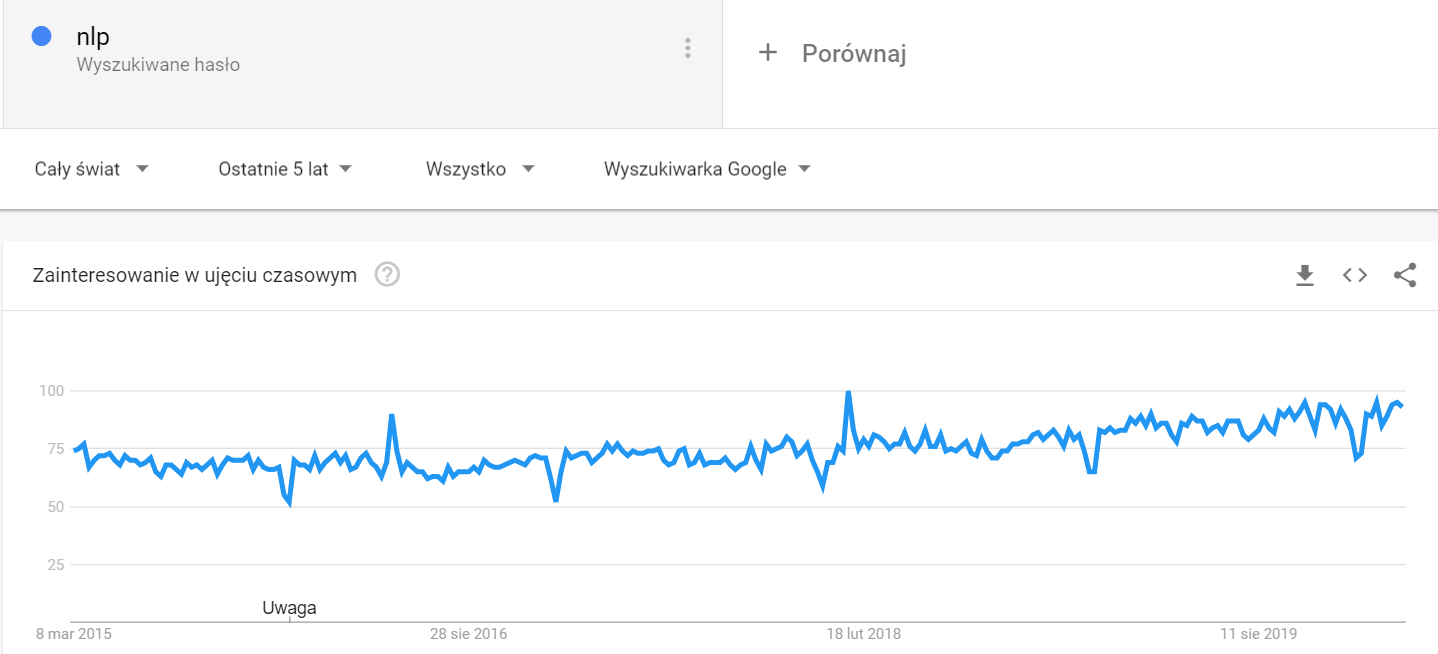 nlp
Wyszukiwane hasło
+ Porównaj
Cały świat Ostatnie 5 lat Wszystko Wyszukiwarka Google
Zainteresowanie w ujęciu czasowym ?
100
75
50
25
Uwaga
8 mar 2015 28 sie 2016 18 lut 2018 11 sie 2019